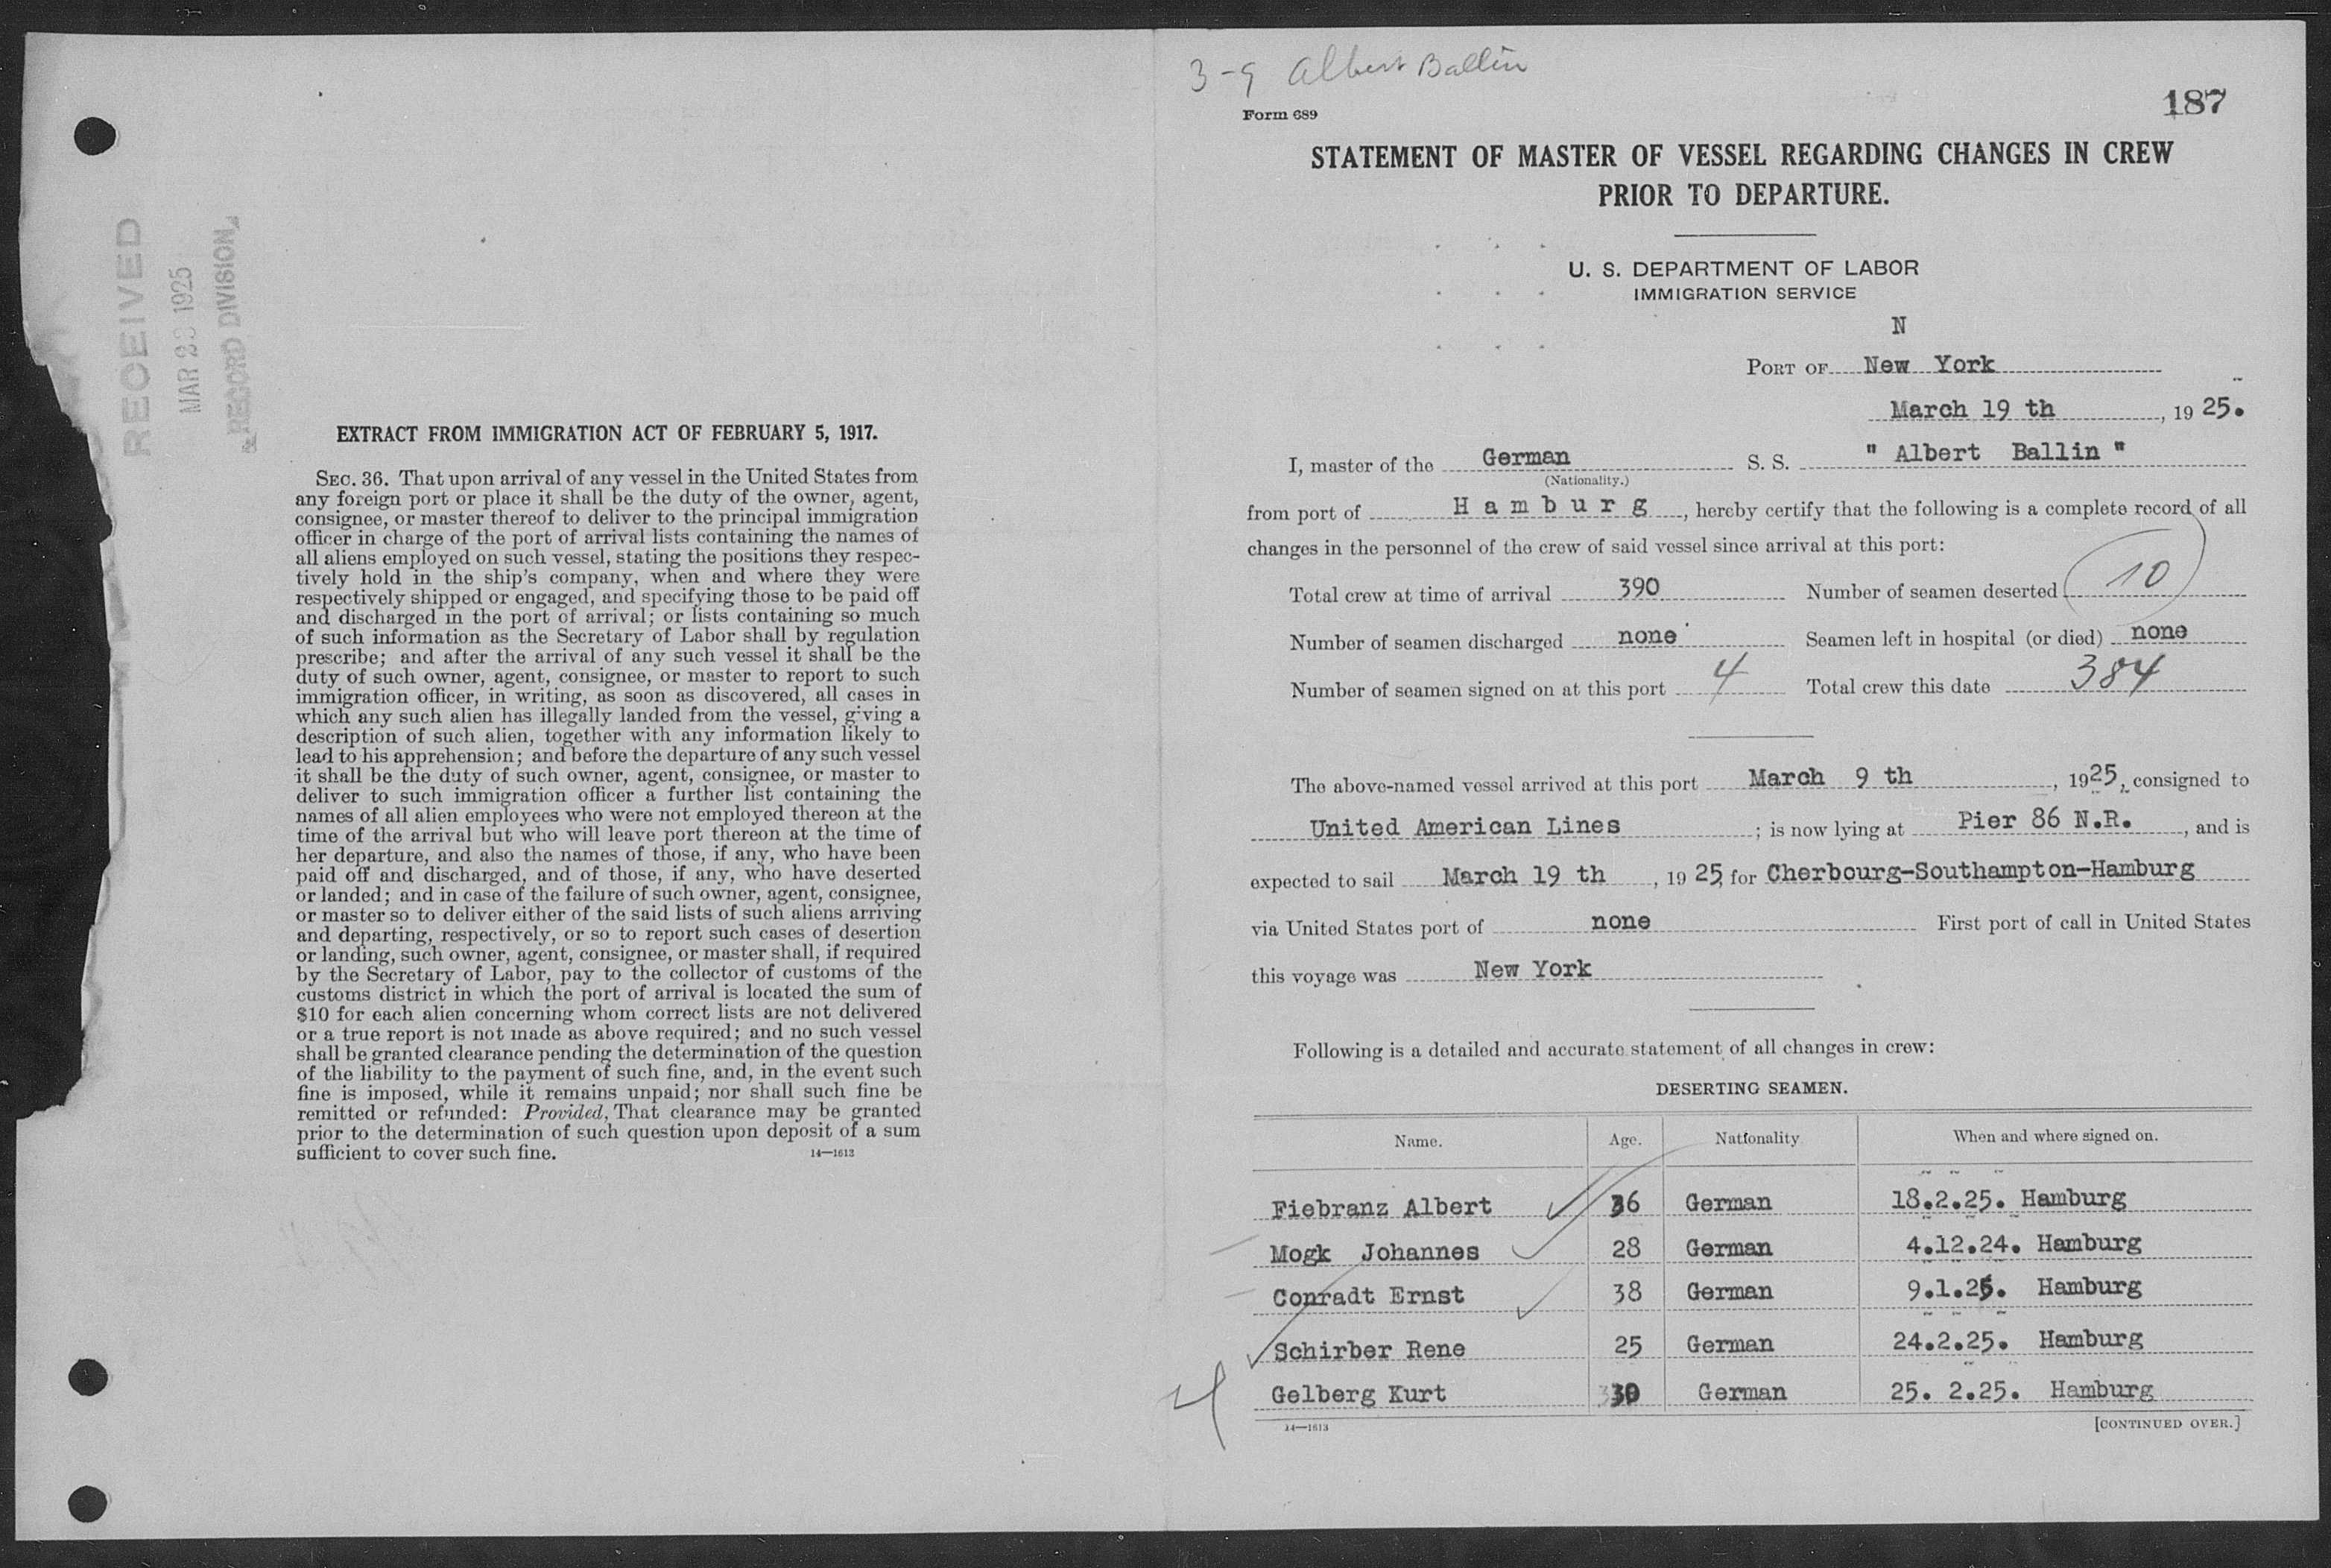 RECEIVED
MAR 1925
& RECORD DIVISION
EXTRACT FROM IMMIGRATION ACT OF FEBRUARY 5, 1917.
SEC. 36. That upon arrival of any vessel in the United States from
any foreign port or place it shall be the duty of the owner, agent,
consignee, or master thereof to deliver to the principal immigration
officer in charge of the port of arrival lists containing the names of
all aliens employed on such vessel, stating the positions they respec-
tively hold in the ship's company, when and where they were
respectively shipped or engaged, and specifying those to be paid off
and discharged in the port of arrival; or lists containing so much
of such information as the Secretary of Labor shall by regulation
prescribe; and after the arrival of any such vessel it shall be the
duty of such owner, agent, consignee, or master to report to such
immigration officer, in writing, as soon as discovered, all cases in
which any such alien has illegally landed from the vessel, giving a
description of such alien, together with any information likely to
lead to his apprehension; and before the departure of any such vessel
it shall be the duty of such owner, agent, consignee, or master to
deliver to such immigration officer a further list containing the
names of all alien employees who were not employed thereon at the
time of the arrival but who will leave port thereon at the time of
her departure, and also the names of those, if any, who have been
paid off and discharged, and of those, if any, who have deserted
or landed; and in case of the failure of such owner, agent, consignee,
or master so to deliver either of the said lists of such aliens arriving
and departing, respectively, or so to report such cases of desertion
or landing, such owner, agent, consignee, or master shall, if required
by the Secretary of Labor, pay to the collector of customs of the
customs district in which the port of arrival is located the sum of
$10 for each alien concerning whom correct lists are not delivered
or a true report is not made as above required; and no such vessel
shall be granted clearance pending the determination of the question
of the liability to the payment of such fine, and, in the event such
fine is imposed, while it remains unpaid; nor shall such fine be
remitted or refunded: Provided, That clearance may be granted
prior to the determination of such question upon deposit of a sum
sufficient to cover such fine. 14—1613
3-9 Albert Ballin
187
Form 689
STATEMENT OF MASTER OF VESSEL REGARDING CHANGES IN CREW
PRIOR TO DEPARTURE.
U. S. DEPARTMENT OF LABOR
IMMIGRATION SERVICE
N
PORT OF New York
March 19 th, 1925.
I, master of the German S. S. " Albert Ballin "
(Nationality.)
from port of Hamburg, hereby certify that the following is a complete record of all
changes in the personnel of the crew of said vessel since arrival at this port:
Total crew at time of arrival 390 Number of seamen deserted 10
Number of seamen discharged none Seamen left in hospital (or died) none
Number of seamen signed on at this port 4 Total crew this date 384
The above-named vessel arrived at this port March 9 th, 1925, consigned to
United American Lines; is now lying at Pier 86 N.R., and is
expected to sail March 19 th, 1925, for Cherbourg-Southampton-Hamburg
via United States port of none First port of call in United States
this voyage was New York
Following is a detailed and accurate statement of all changes in crew:
DESERTING SEAMEN.
Name. Age. Nationality When and where signed on.
Fiebranz Albert 36 German 18.2.25. Hamburg
Mogk Johannes 28 German 4.12.24. Hamburg
Conradt Ernst 38 German 9.1.25. Hamburg
Schirber Rene 25 German 24.2.25. Hamburg
4 Gelberg Kurt 30 German 25. 2.25. Hamburg
14—1613 [CONTINUED OVER.]